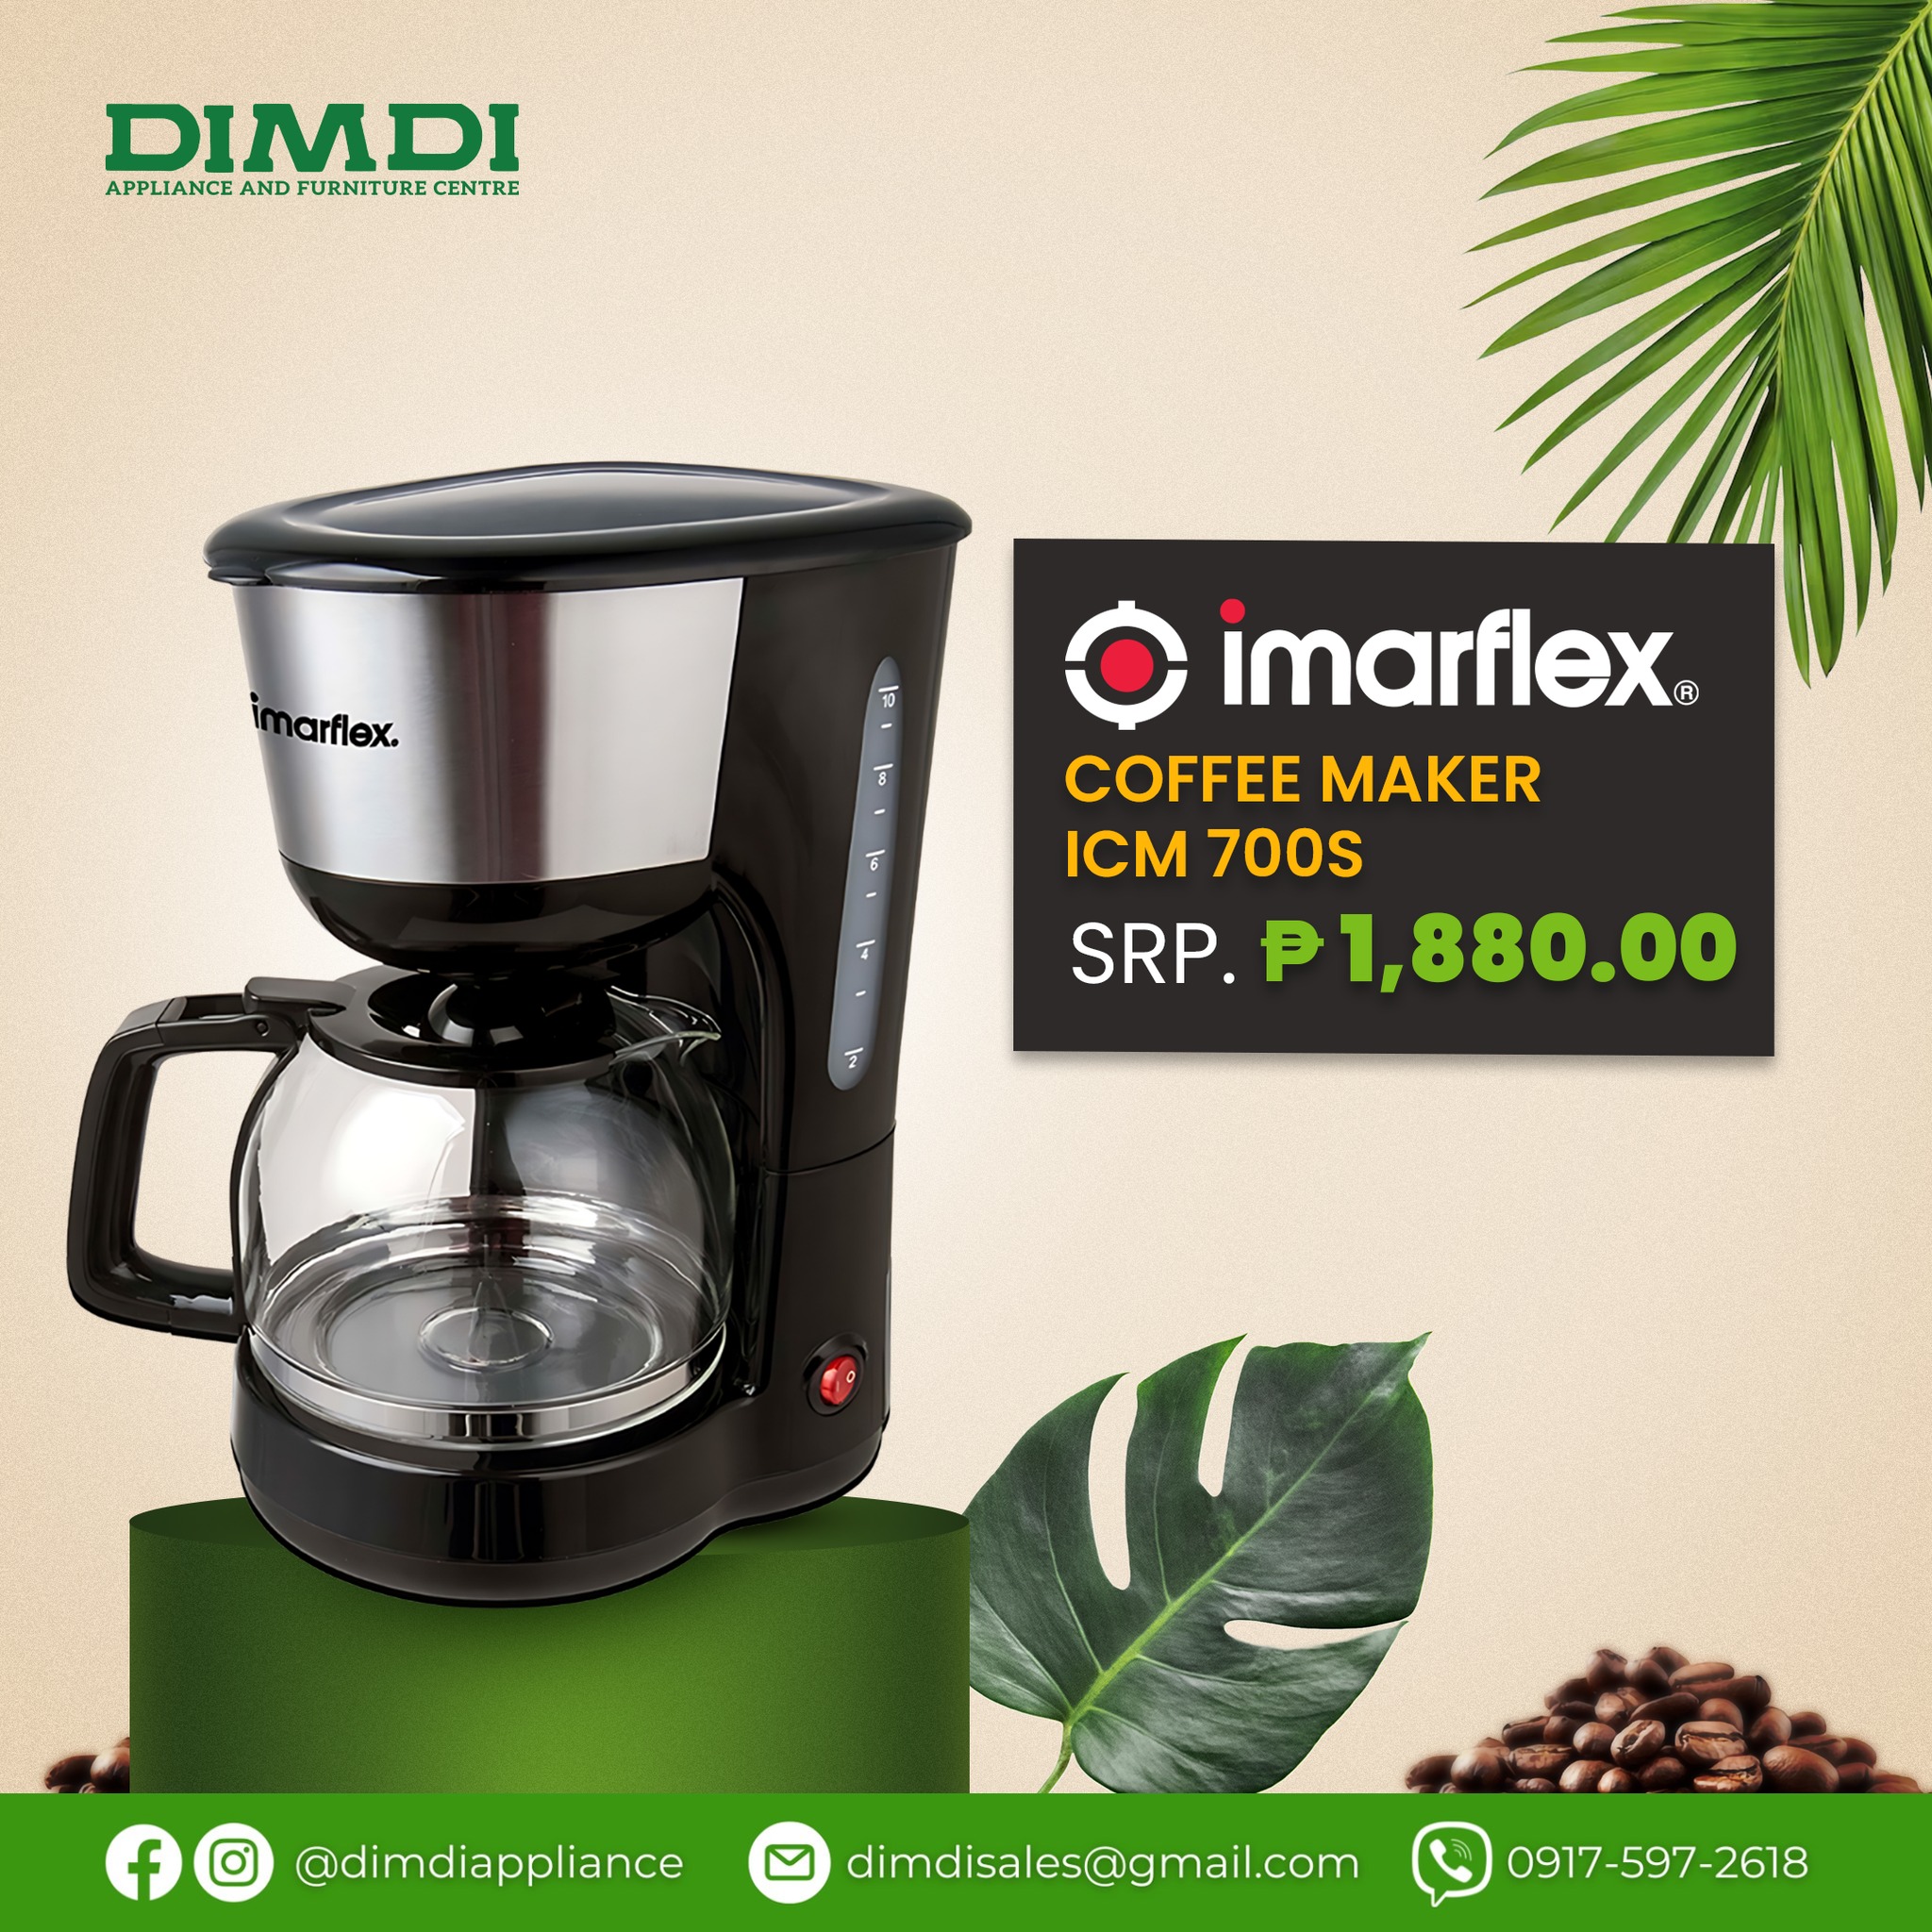 DIMDI
APPLIANCE AND FURNITURE CENTRE
imarflex.
10
8
6
4
2
imarflex®
COFFEE MAKER
ICM 700S
SRP. ₱1,880.00
@dimdiappliance
dimdisales@gmail.com
0917-597-2618